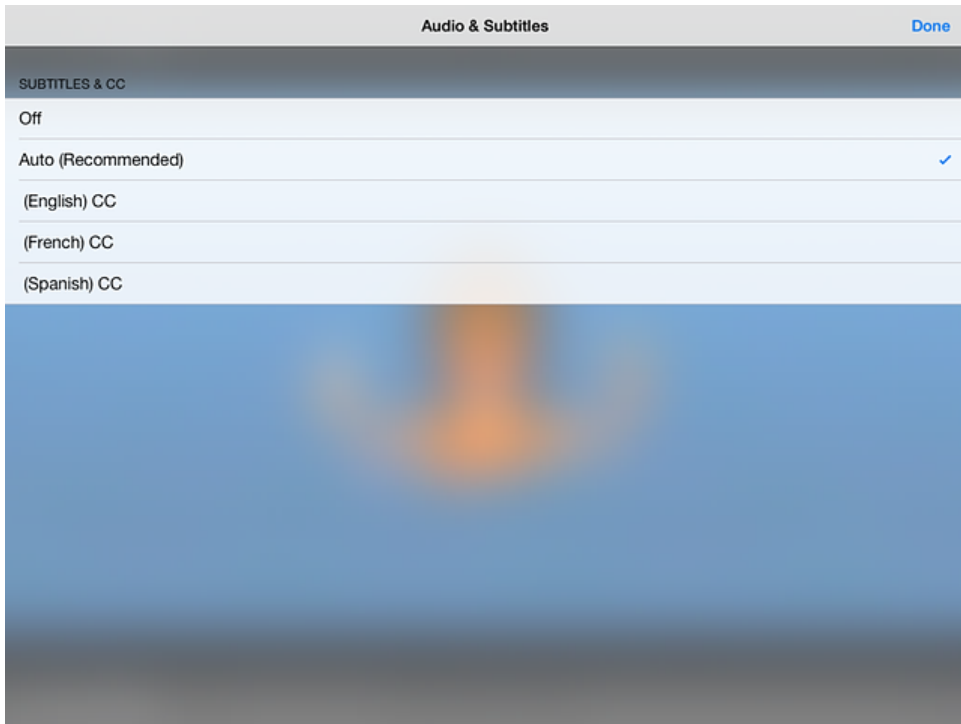 Audio & Subtitles
Done
SUBTITLES & CC
Off
Auto (Recommended)
(English) CC
(French) CC
(Spanish) CC